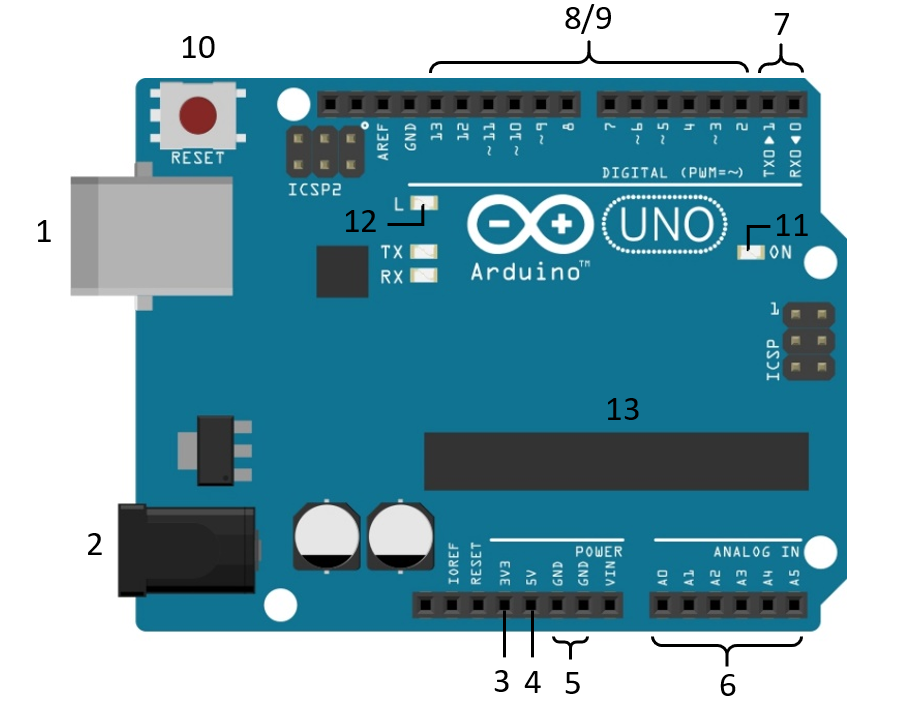 8/9
7
10
RESET
ICSP2
AREF
GND
13
12
~11
~10
~9
8
7
~6
~5
4
~3
2
TX0▶1
RX0◀0
DIGITAL (PWM=~)
1
L
12
TX
RX
UNO
Arduino™
11
ON
1
ICSP
13
2
POWER
ANALOG IN
IOREF
RESET
3V3
5V
GND
GND
VIN
A0
A1
A2
A3
A4
A5
3
4
5
6